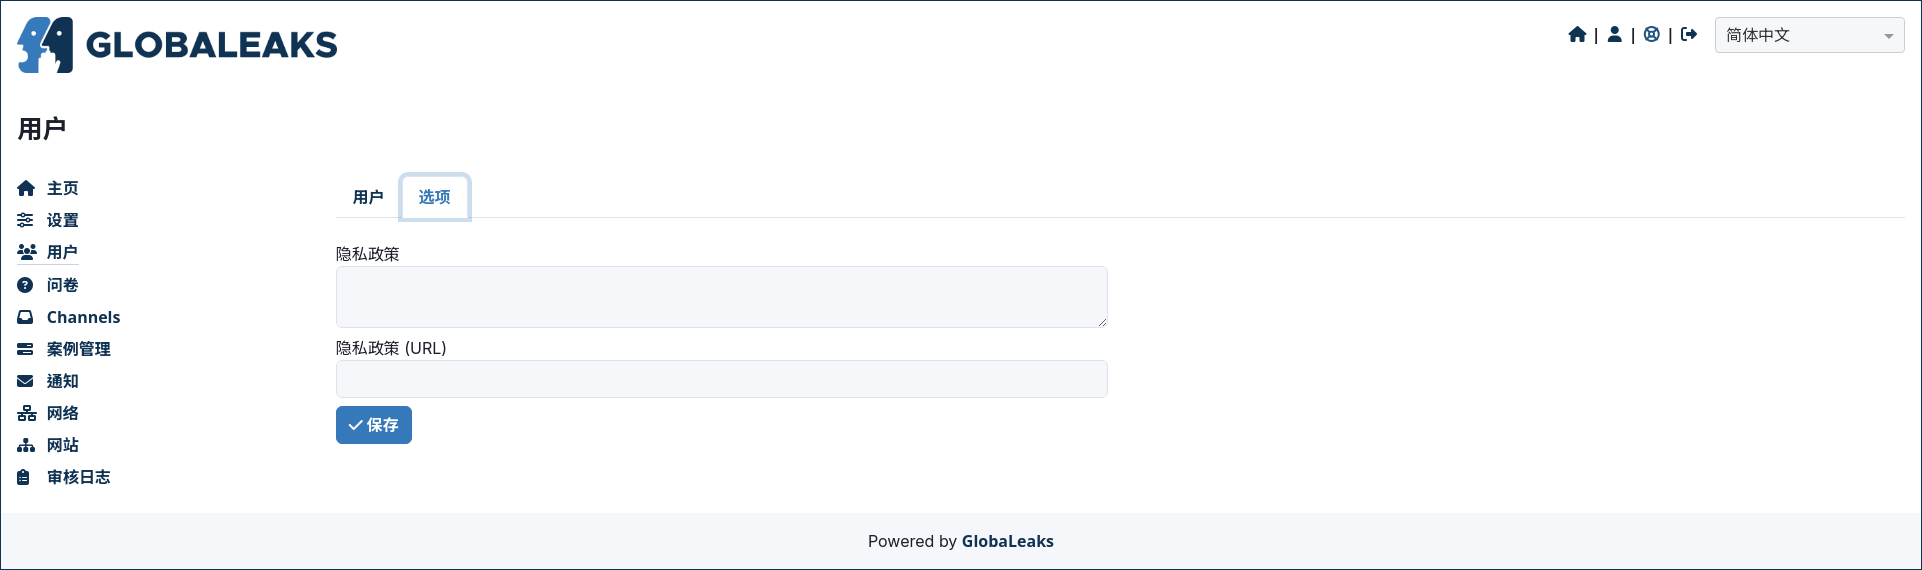 GLOBALEAKS
| | | 简体中文
用户
主页
设置
用户
问卷
Channels
案例管理
通知
网络
网站
审核日志
用户 选项
隐私政策
隐私政策 (URL)
保存
Powered by GlobaLeaks